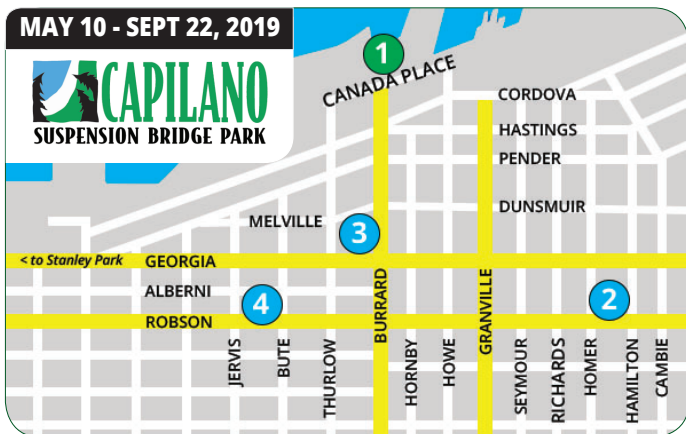 MAY 10 - SEPT 22, 2019
CAPILANO
SUSPENSION BRIDGE PARK
1
CANADA PLACE
CORDOVA
HASTINGS
PENDER
DUNSMUIR
MELVILLE
3
< to Stanley Park
GEORGIA
ALBERNI
4
2
ROBSON
JERVIS
BUTE
THURLOW
BURRARD
HORNBY
HOWE
GRANVILLE
SEYMOUR
RICHARDS
HOMER
HAMILTON
CAMBIE